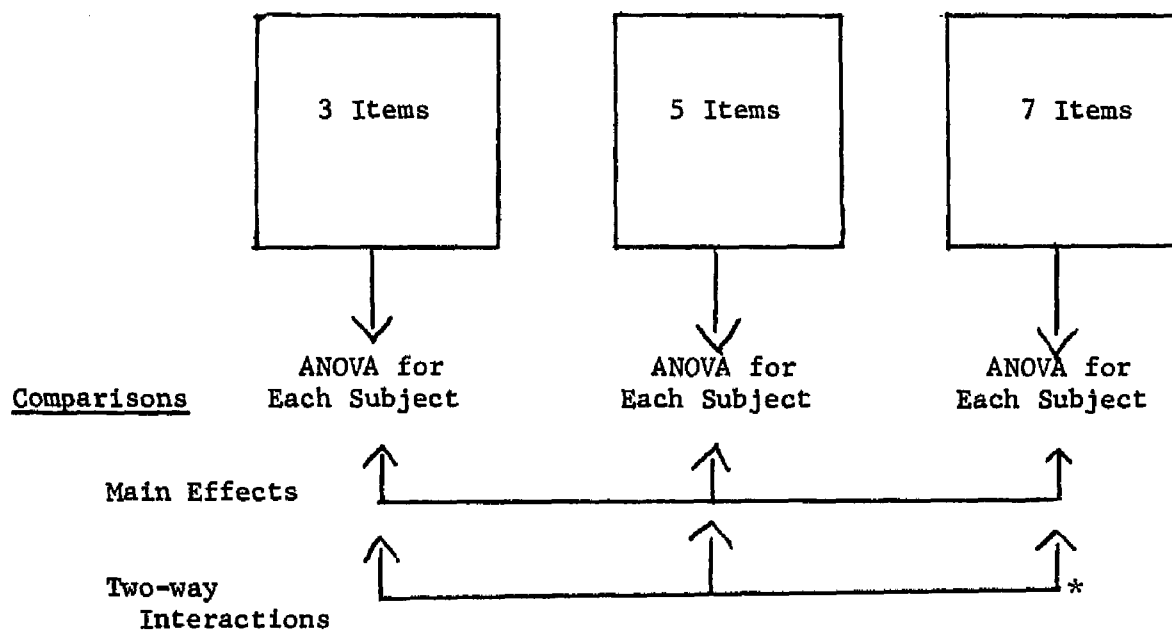 3 Items 5 Items 7 Items
ANOVA for ANOVA for ANOVA for
Comparisons Each Subject Each Subject Each Subject
Main Effects
*
Two-way
Interactions